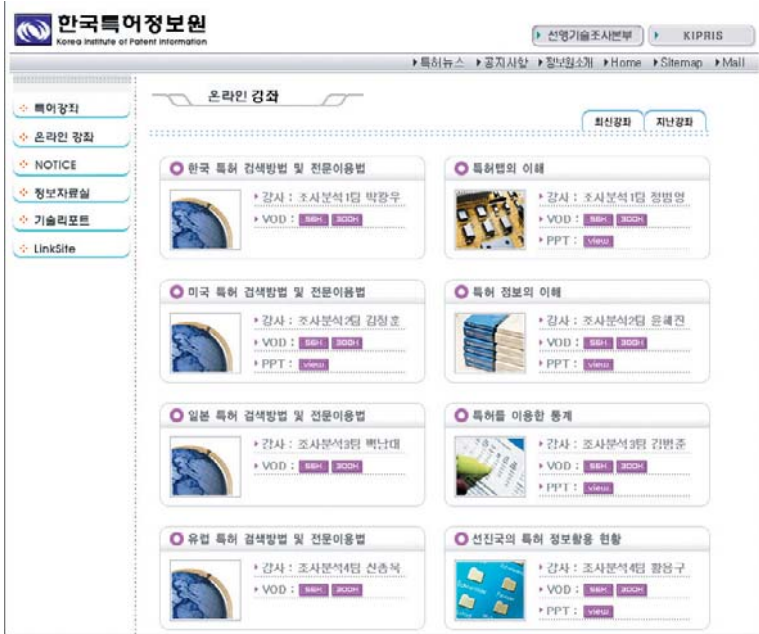 한국특허정보원
Korea Institute of Patent Information
선행기술조사본부
KIPRIS
특허뉴스 공지사항 정보원소개 Home Sitemap Mail
특허강좌
온라인 강좌
NOTICE
정보자료실
기술리포트
LinkSite
온라인 강좌
최신강좌 지난강좌
한국 특허 검색방법 및 전문이용법
강사 : 조사분석1팀 박광우
VOD : 56K 300K
특허맵의 이해
강사 : 조사분석1팀 정범영
VOD : 56K 300K
PPT : view
미국 특허 검색방법 및 전문이용법
강사 : 조사분석2팀 김정훈
VOD : 56K 300K
PPT : view
특허 정보의 이해
강사 : 조사분석2팀 윤혜진
VOD : 56K 300K
PPT : view
일본 특허 검색방법 및 전문이용법
강사 : 조사분석3팀 백남대
VOD : 56K 300K
특허를 이용한 통계
강사 : 조사분석3팀 김범준
VOD : 56K 300K
PPT : view
유럽 특허 검색방법 및 전문이용법
강사 : 조사분석4팀 신종목
VOD : 56K 300K
선진국의 특허 정보활용 현황
강사 : 조사분석4팀 황용구
VOD : 56K 300K
PPT : view